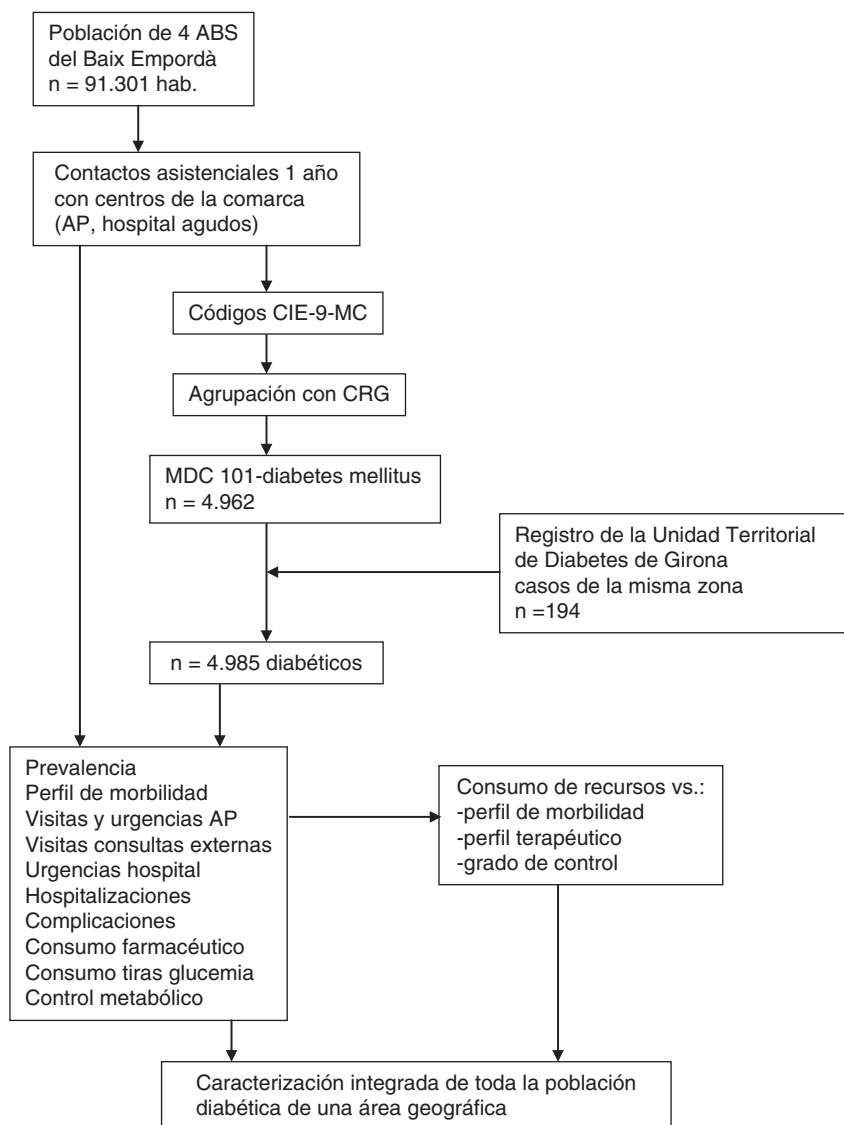 Población de 4 ABS
del Baix Empordà
n = 91.301 hab.
Contactos asistenciales 1 año
con centros de la comarca
(AP, hospital agudos)
Códigos CIE-9-MC
Agrupación con CRG
MDC 101-diabetes mellitus
n = 4.962
Registro de la Unidad Territorial
de Diabetes de Girona
casos de la misma zona
n =194
n = 4.985 diabéticos
Prevalencia
Perfil de morbilidad
Visitas y urgencias AP
Visitas consultas externas
Urgencias hospital
Hospitalizaciones
Complicaciones
Consumo farmacéutico
Consumo tiras glucemia
Control metabólico
Consumo de recursos vs.:
-perfil de morbilidad
-perfil terapéutico
-grado de control
Caracterización integrada de toda la población
diabética de una área geográfica